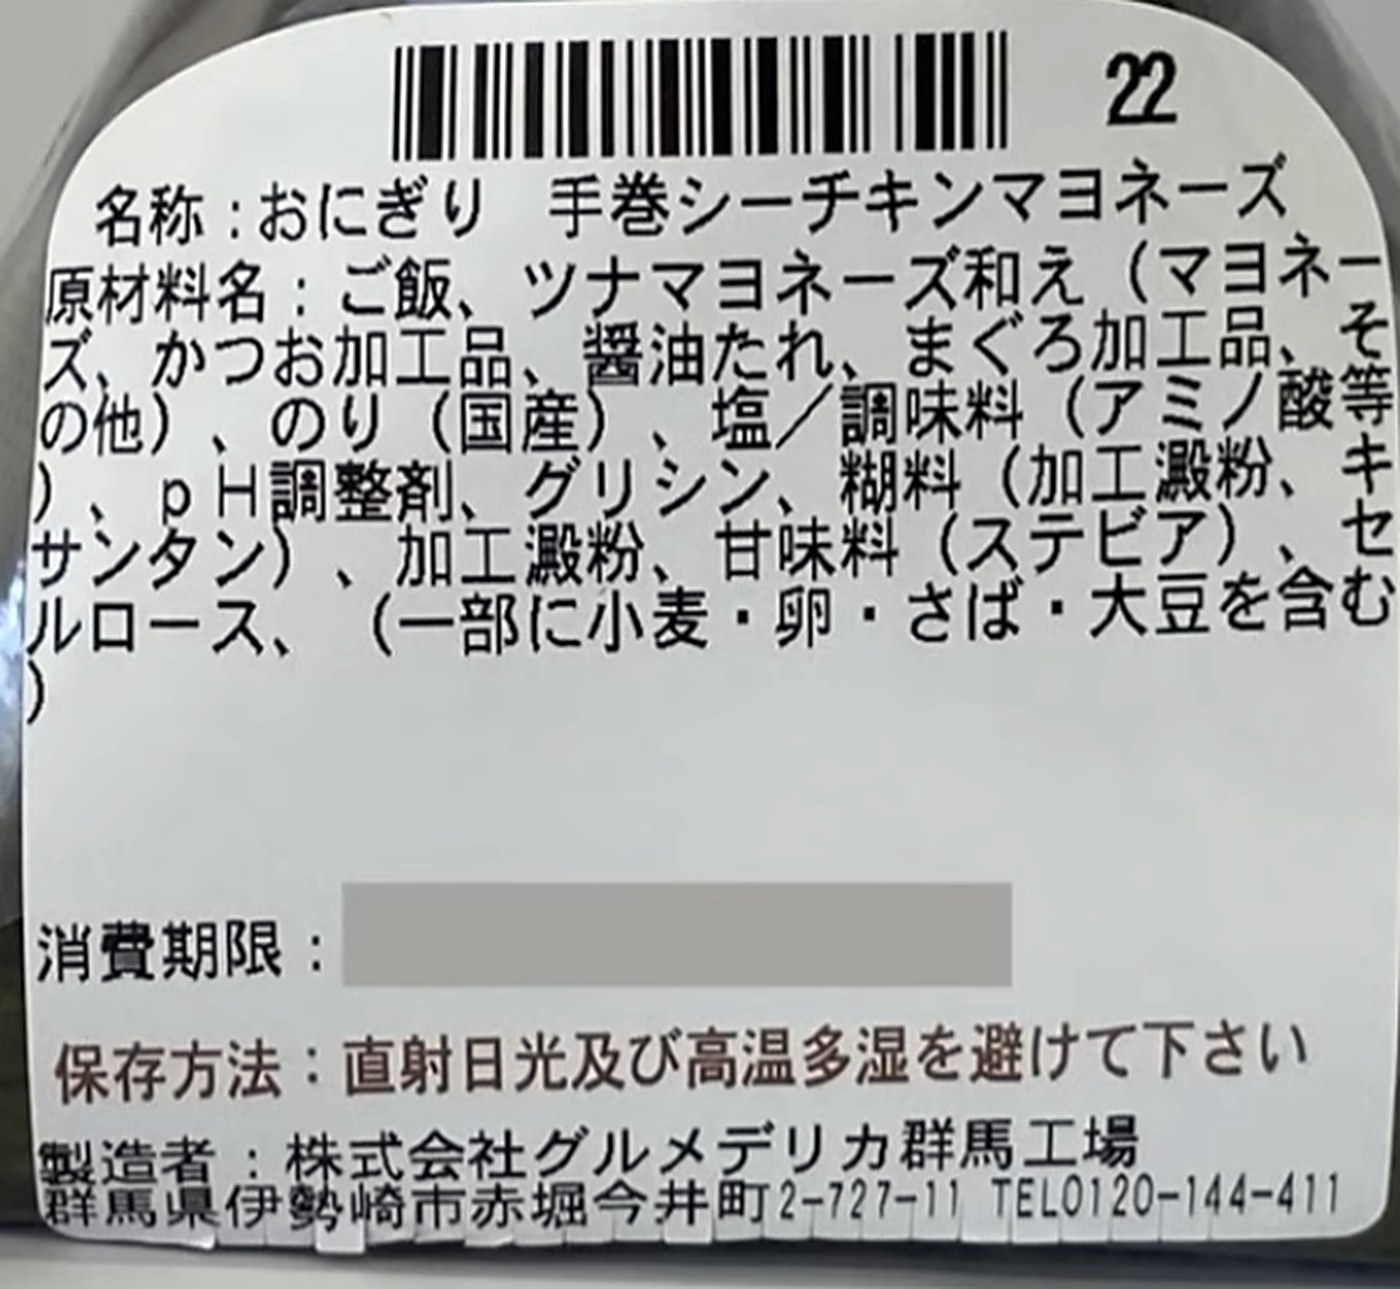 22
名称：おにぎり　手巻シーチキンマヨネーズ
原材料名：ご飯、ツナマヨネーズ和え（マヨネー
ズ、かつお加工品、醤油たれ、まぐろ加工品、そ
の他）、のり（国産）、塩／調味料（アミノ酸等
）、ｐＨ調整剤、グリシン、糊料（加工澱粉、キ
サンタン）、加工澱粉、甘味料（ステビア）、セ
ルロース、（一部に小麦・卵・さば・大豆を含む
）
消費期限：
保存方法：直射日光及び高温多湿を避けて下さい
製造者：株式会社グルメデリカ群馬工場
群馬県伊勢崎市赤堀今井町2-727-11 TEL0120-144-411